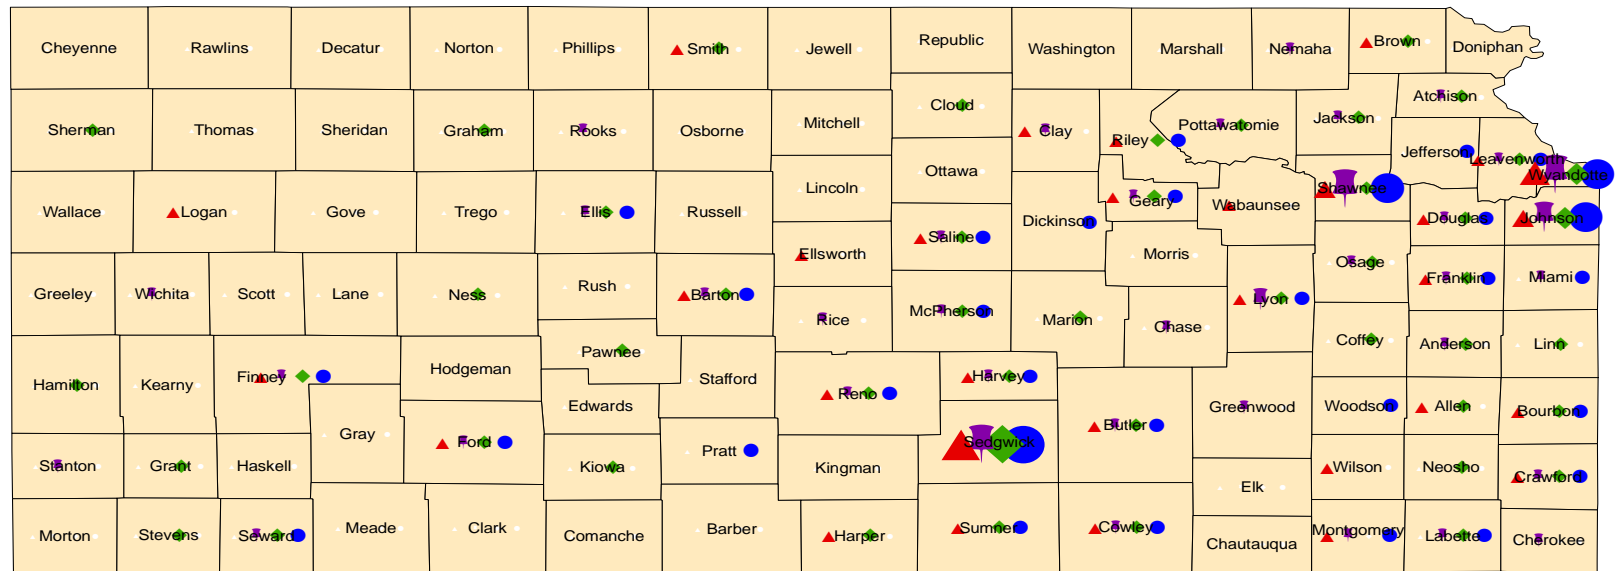 Cheyenne Rawlins Decatur Norton Phillips Smith Jewell Republic Washington Marshall Nemaha Brown Doniphan
Sherman Thomas Sheridan Graham Rooks Osborne Mitchell Cloud Clay Riley Pottawatomie Jackson Atchison
Ottawa Jefferson Leavenworth Wyandotte
Wallace Logan Gove Trego Ellis Russell Lincoln Saline Dickinson Geary Wabaunsee Shawnee Douglas Johnson
Greeley Wichita Scott Lane Ness Rush Barton Ellsworth McPherson Morris Lyon Osage Franklin Miami
Rice Marion Chase
Hamilton Kearny Finney Hodgeman Pawnee Stafford Reno Harvey Coffey Anderson Linn
Gray Ford Edwards Sedgwick Butler Greenwood Woodson Allen Bourbon
Stanton Grant Haskell Kiowa Pratt Kingman Elk Wilson Neosho Crawford
Morton Stevens Seward Meade Clark Comanche Barber Harper Sumner Cowley Chautauqua Montgomery Labette Cherokee